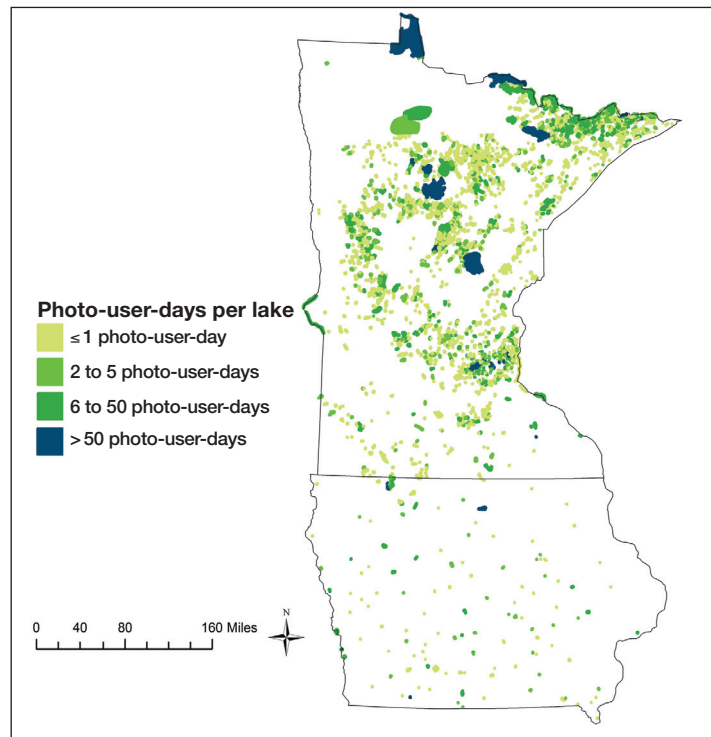 Photo-user-days per lake
≤ 1 photo-user-day
2 to 5 photo-user-days
6 to 50 photo-user-days
> 50 photo-user-days
N
0 40 80 160 Miles